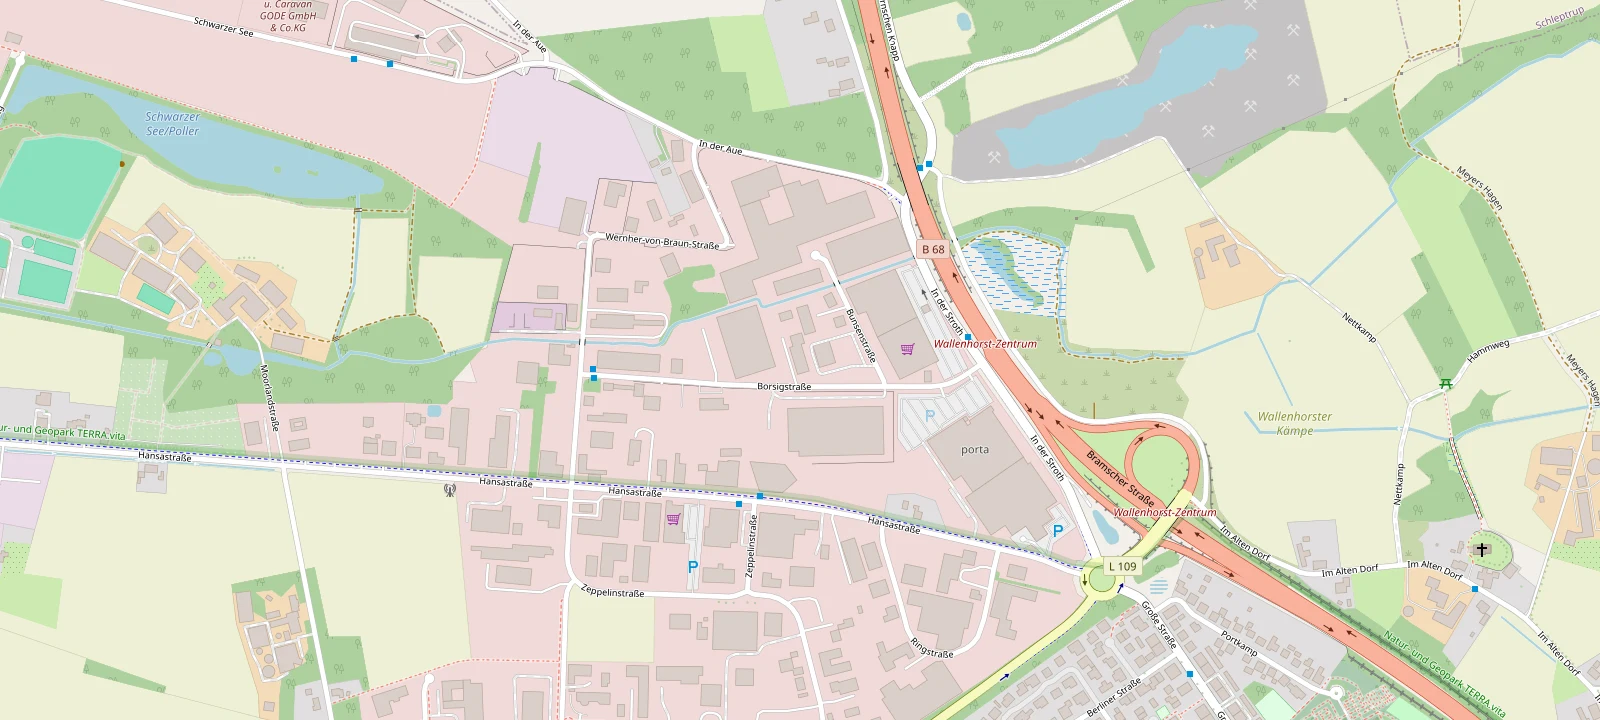 u. Caravan
GODE GmbH
& Co.KG
Schwarzer See
In der Aue
Schleptrup
Schwarzer
See/Poller
In der Aue
Meyers Hagen
Wernher-von-Braun-Straße
B 68
In der Stroth
Bunsenstraße
Wallenhorst-Zentrum
Nettkamp
Hammweg
Meyers Hagen
Moorlandstraße
Borsigstraße
P
Wallenhorster
Kämpe
ur- und Geopark TERRA.vita
Hansastraße
porta
In der Stroth
Bramscher Straße
Nettkamp
Hansastraße
Hansastraße
Wallenhorst-Zentrum
Hansastraße
P
Im Alten Dorf
Zeppelinstraße
P
L 109
Im Alten Dorf
Im Alten Dorf
Zeppelinstraße
Große Straße
Portkamp
Ringstraße
Natur- und Geopark TERRA.vita
Im Alten Dorf
Berliner Straße